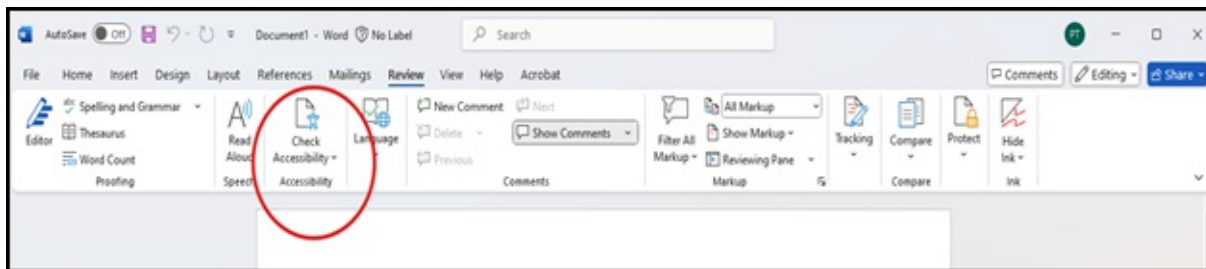 AutoSave Off Document1 - Word No Label Search PT
File Home Insert Design Layout References Mailings Review View Help Acrobat Comments Editing Share
Editor
Spelling and Grammar
Thesaurus
Word Count
Proofing
Read
Aloud
Speech
Check
Accessibility
Accessibility
Language
New Comment Next
Delete Show Comments
Previous
Comments
Filter All
Markup
All Markup
Show Markup
Reviewing Pane
Markup
Tracking
Compare
Compare
Protect
Hide
Ink
Ink